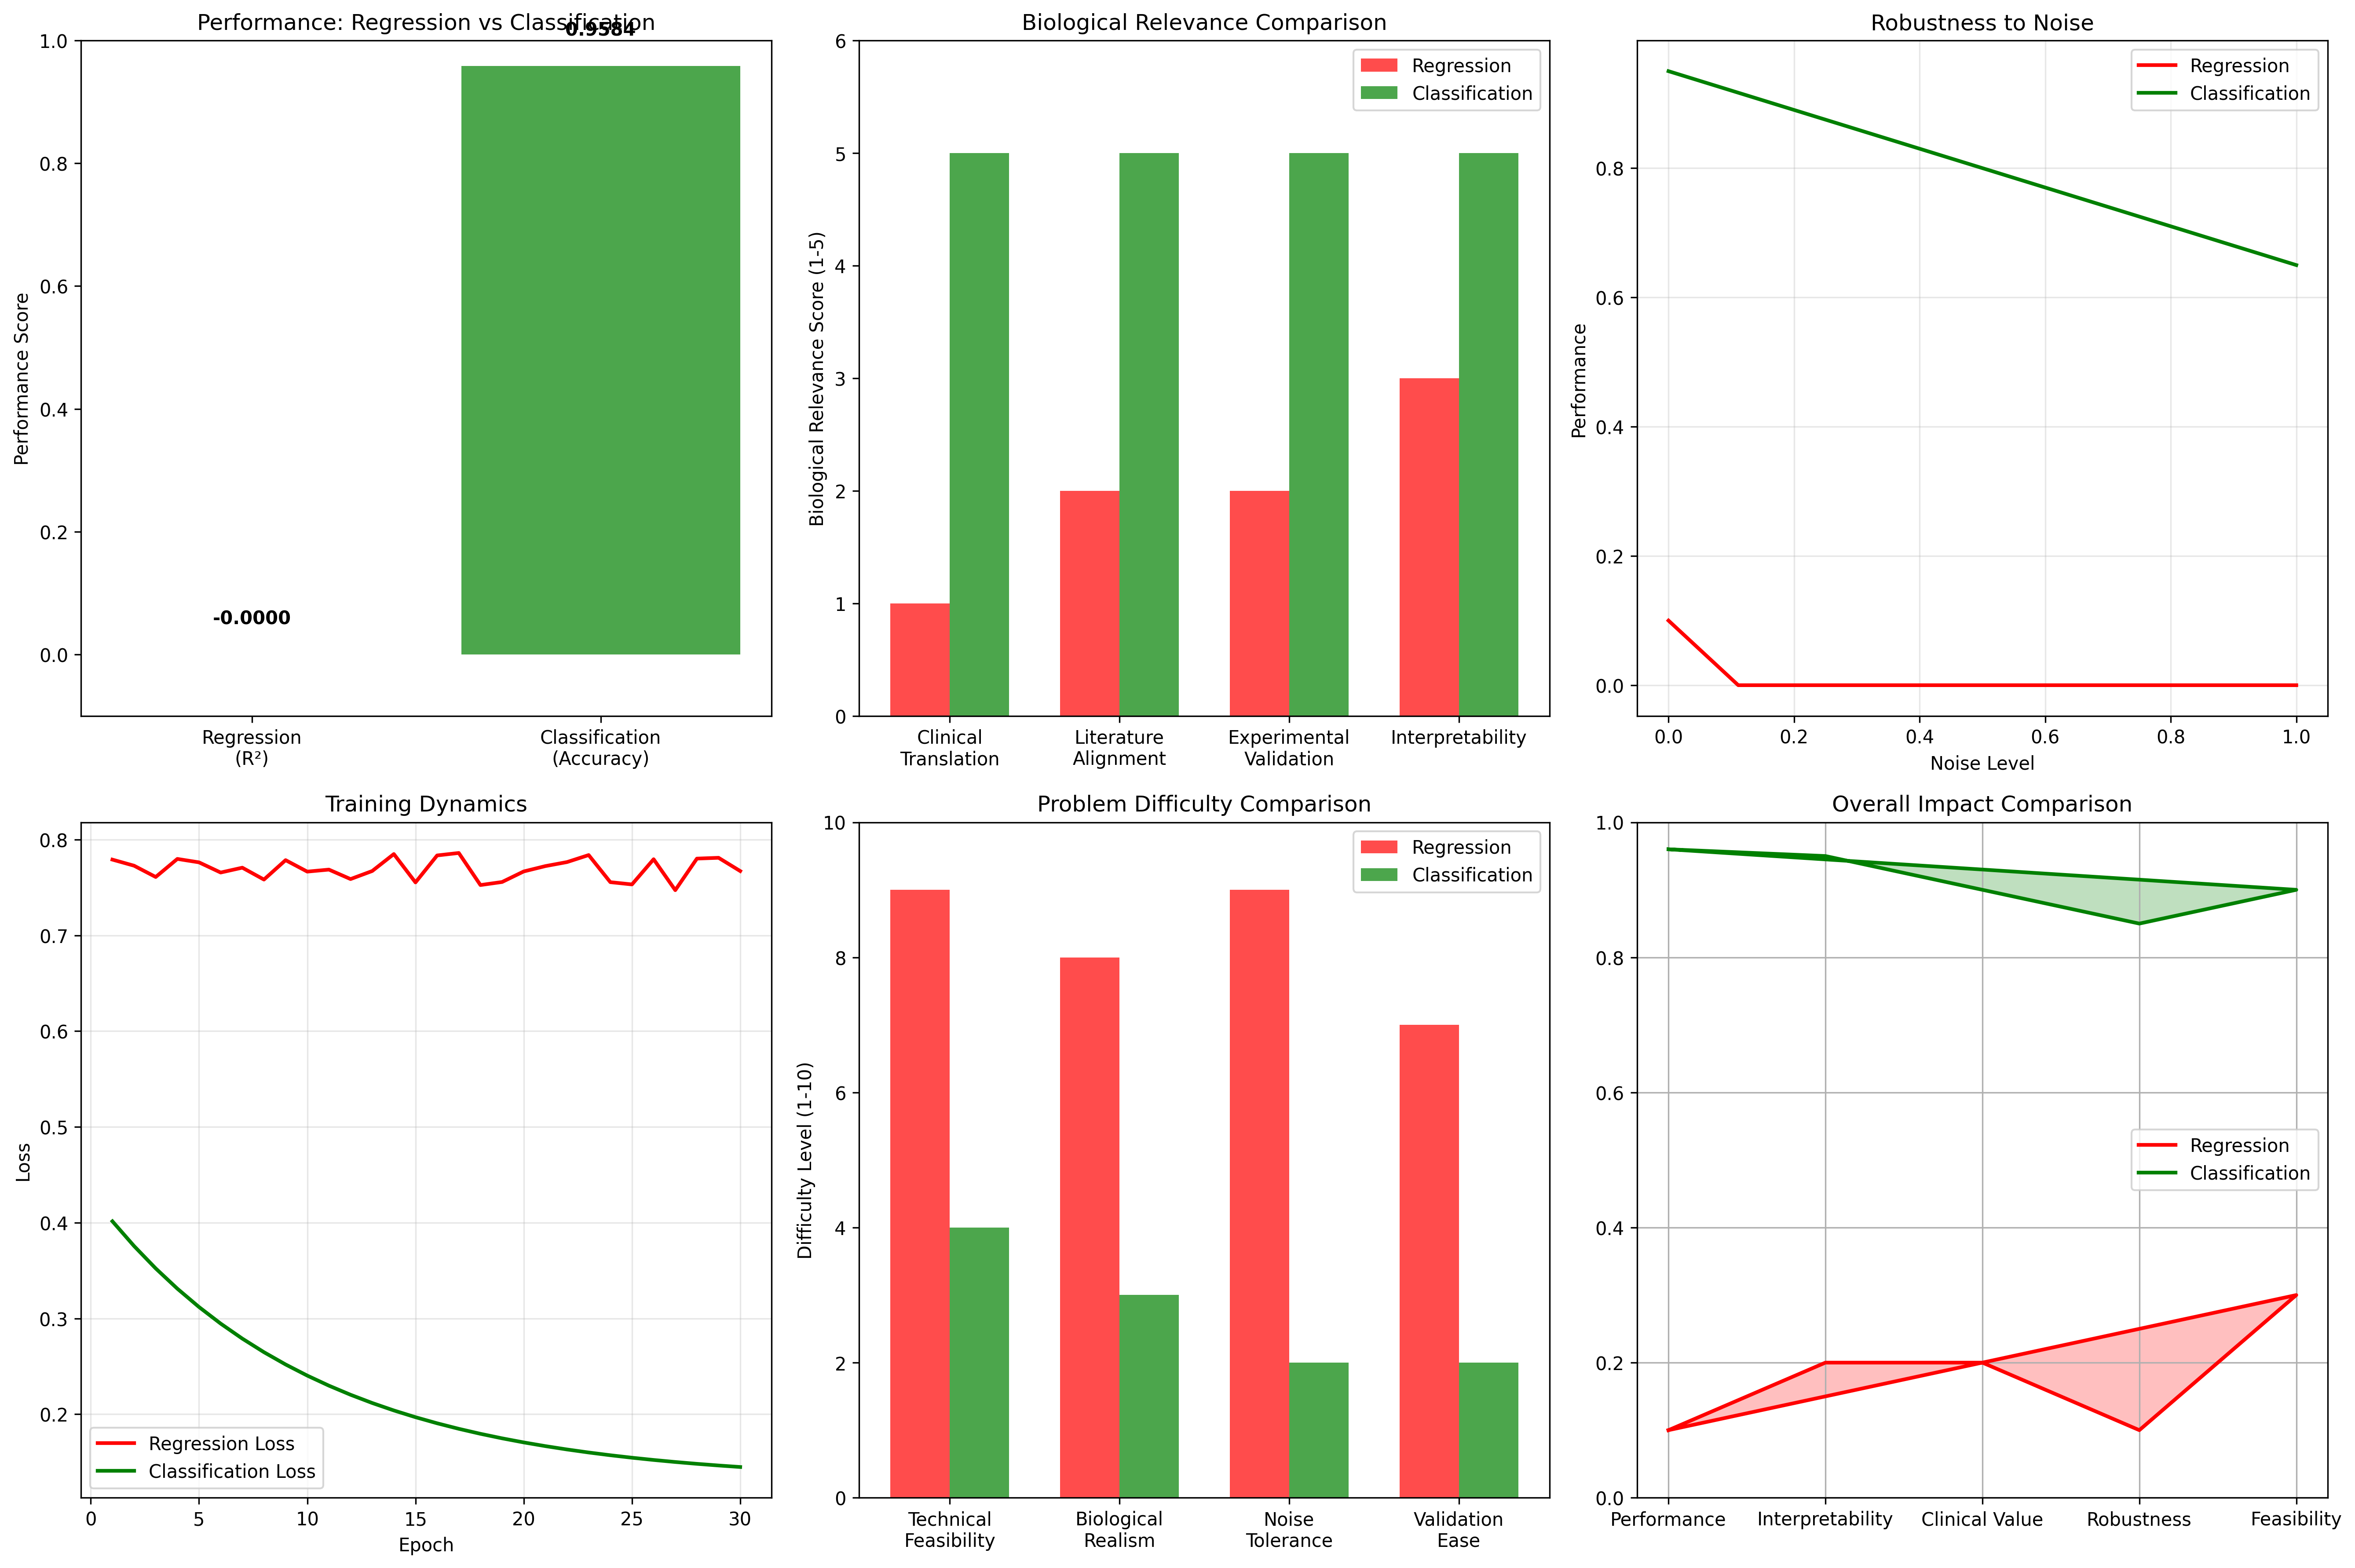 Performance: Regression vs Classification
0.9584
1.0
0.8
0.6
0.4
0.2
0.0
Performance Score
-0.0000
Regression
(R²)
Classification
(Accuracy)
Biological Relevance Comparison
Regression
Classification
6
5
4
3
2
1
0
Biological Relevance Score (1-5)
Clinical
Translation
Literature
Alignment
Experimental
Validation
Interpretability
Robustness to Noise
Regression
Classification
0.8
0.6
0.4
0.2
0.0
Performance
0.0 0.2 0.4 0.6 0.8 1.0
Noise Level
Training Dynamics
0.8
0.7
0.6
0.5
0.4
0.3
0.2
Loss
Regression Loss
Classification Loss
0 5 10 15 20 25 30
Epoch
Problem Difficulty Comparison
Regression
Classification
10
8
6
4
2
0
Difficulty Level (1-10)
Technical
Feasibility
Biological
Realism
Noise
Tolerance
Validation
Ease
Overall Impact Comparison
1.0
0.8
0.6
0.4
0.2
0.0
Regression
Classification
Performance Interpretability Clinical Value Robustness Feasibility